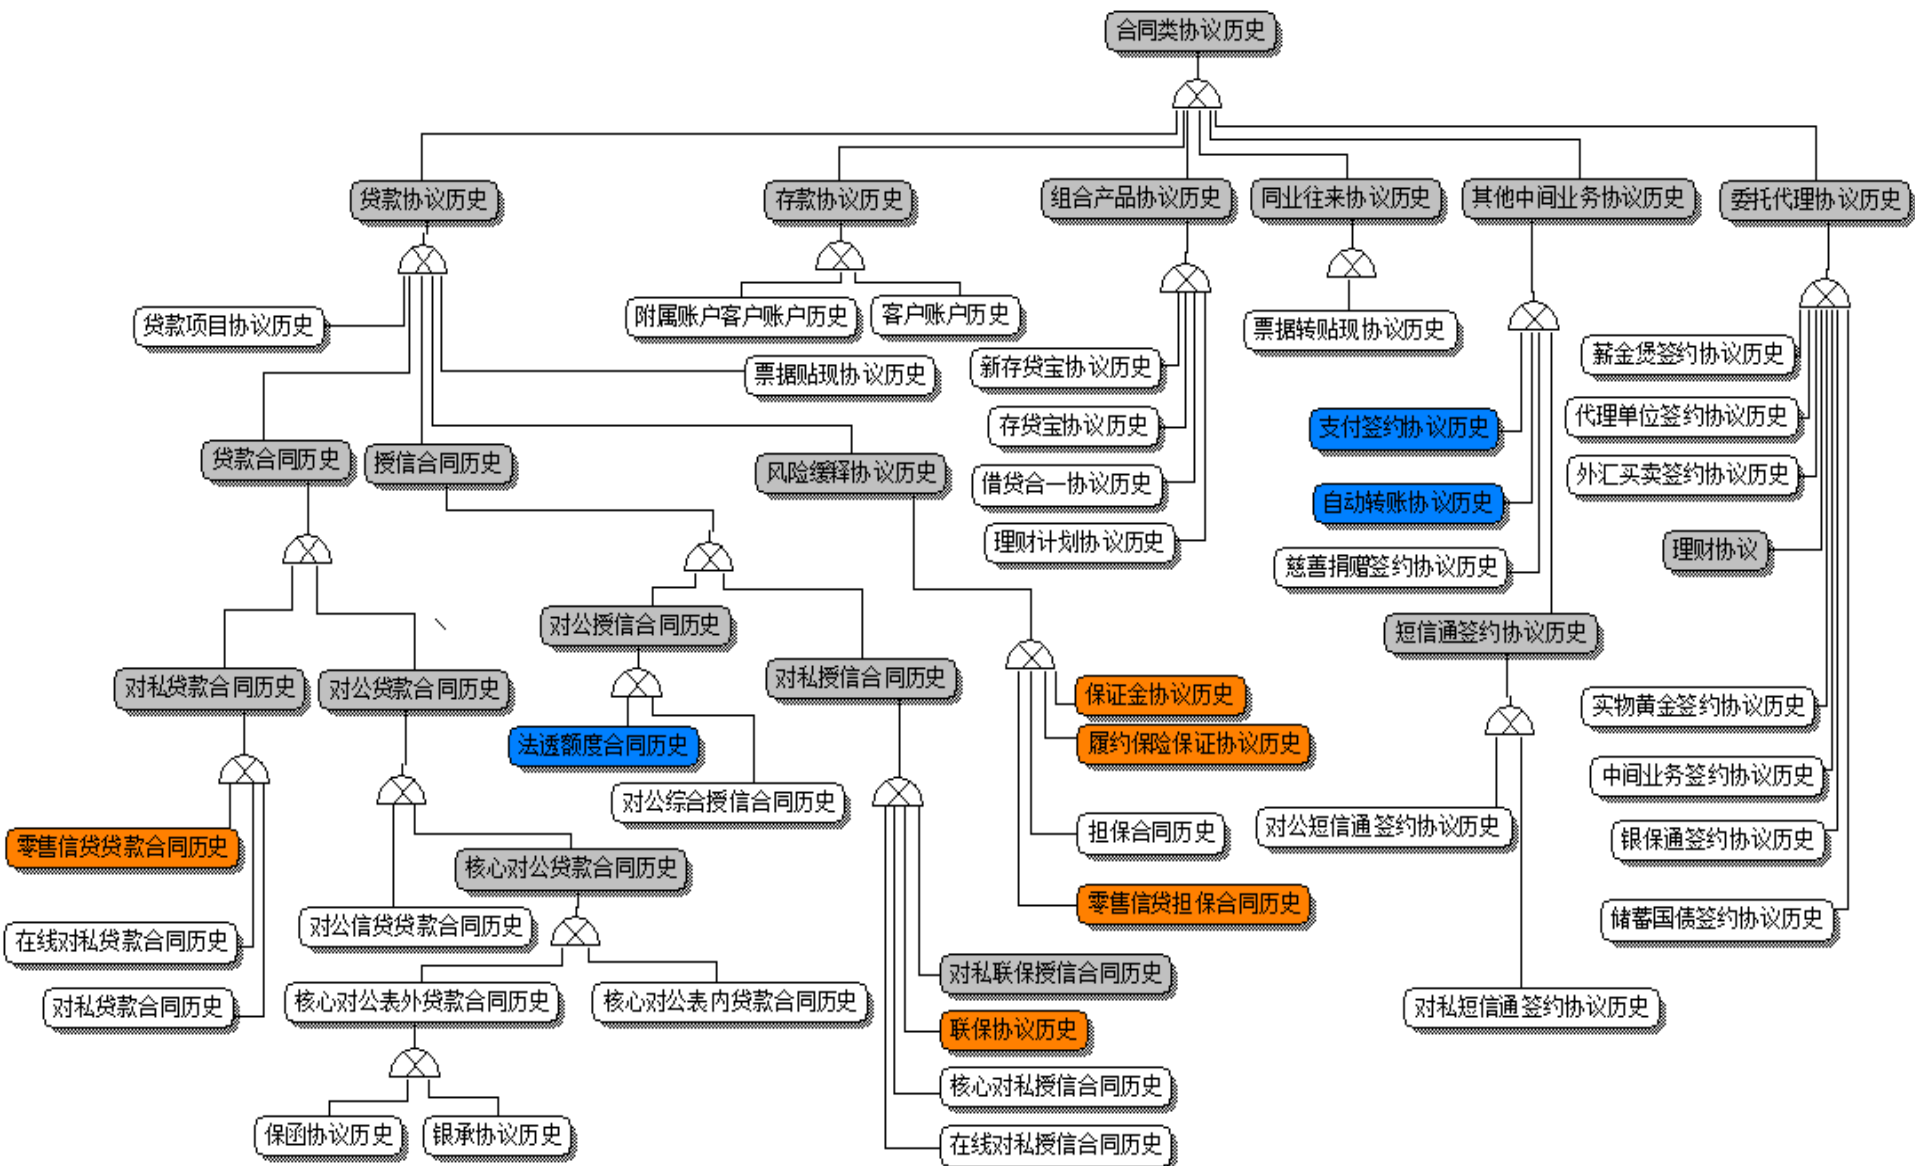 合同类协议历史
贷款协议历史
存款协议历史
组合产品协议历史
同业往来协议历史
其他中间业务协议历史
委托代理协议历史
贷款项目协议历史
附属账户客户账户历史
客户账户历史
票据转贴现协议历史
新存贷宝协议历史
薪金煲签约协议历史
票据贴现协议历史
存贷宝协议历史
支付签约协议历史
代理单位签约协议历史
贷款合同历史
授信合同历史
风险缓释协议历史
借贷合一协议历史
外汇买卖签约协议历史
自动转账协议历史
理财计划协议历史
理财协议
慈善捐赠签约协议历史
对公授信合同历史
短信通签约协议历史
对私贷款合同历史
对公贷款合同历史
对私授信合同历史
保证金协议历史
实物黄金签约协议历史
法透额度合同历史
履约保险保证协议历史
中间业务签约协议历史
对公综合授信合同历史
担保合同历史
对公短信通签约协议历史
银保通签约协议历史
零售信贷贷款合同历史
核心对公贷款合同历史
零售信贷担保合同历史
储蓄国债签约协议历史
在线对私贷款合同历史
对公信贷贷款合同历史
对私联保授信合同历史
对私贷款合同历史
核心对公表外贷款合同历史
核心对公表内贷款合同历史
对私短信通签约协议历史
联保协议历史
核心对私授信合同历史
保函协议历史
银承协议历史
在线对私授信合同历史